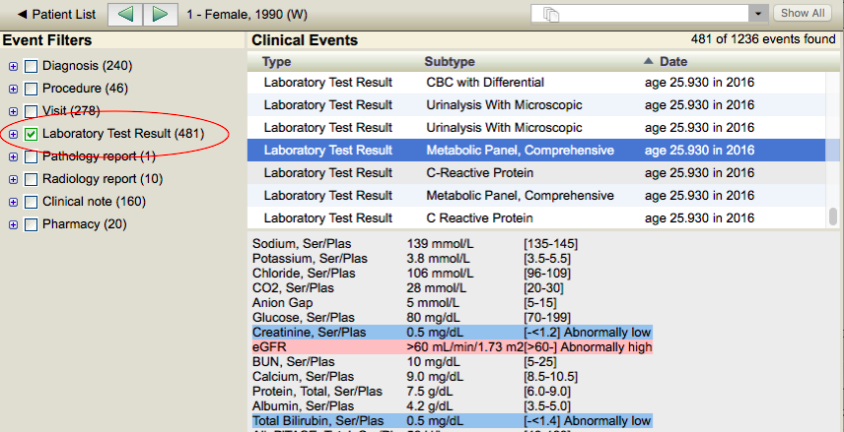 ◄ Patient List 1 - Female, 1990 (W) Show All
Event Filters
Diagnosis (240)
Procedure (46)
Visit (278)
Laboratory Test Result (481)
Pathology report (1)
Radiology report (10)
Clinical note (160)
Pharmacy (20)
Clinical Events 481 of 1236 events found
Type Subtype ▲ Date
Laboratory Test Result CBC with Differential age 25.930 in 2016
Laboratory Test Result Urinalysis With Microscopic age 25.930 in 2016
Laboratory Test Result Urinalysis With Microscopic age 25.930 in 2016
Laboratory Test Result Metabolic Panel, Comprehensive age 25.930 in 2016
Laboratory Test Result C-Reactive Protein age 25.930 in 2016
Laboratory Test Result Metabolic Panel, Comprehensive age 25.930 in 2016
Laboratory Test Result C Reactive Protein age 25.930 in 2016
Sodium, Ser/Plas 139 mmol/L [135-145]
Potassium, Ser/Plas 3.8 mmol/L [3.5-5.5]
Chloride, Ser/Plas 106 mmol/L [96-109]
CO2, Ser/Plas 28 mmol/L [20-30]
Anion Gap 5 mmol/L [5-15]
Glucose, Ser/Plas 80 mg/dL [70-199]
Creatinine, Ser/Plas 0.5 mg/dL [-<1.2] Abnormally low
eGFR >60 mL/min/1.73 m2[>60-] Abnormally high
BUN, Ser/Plas 10 mg/dL [5-25]
Calcium, Ser/Plas 9.0 mg/dL [8.5-10.5]
Protein, Total, Ser/Plas 7.5 g/dL [6.0-9.0]
Albumin, Ser/Plas 4.2 g/dL [3.5-5.0]
Total Bilirubin, Ser/Plas 0.5 mg/dL [-<1.4] Abnormally low